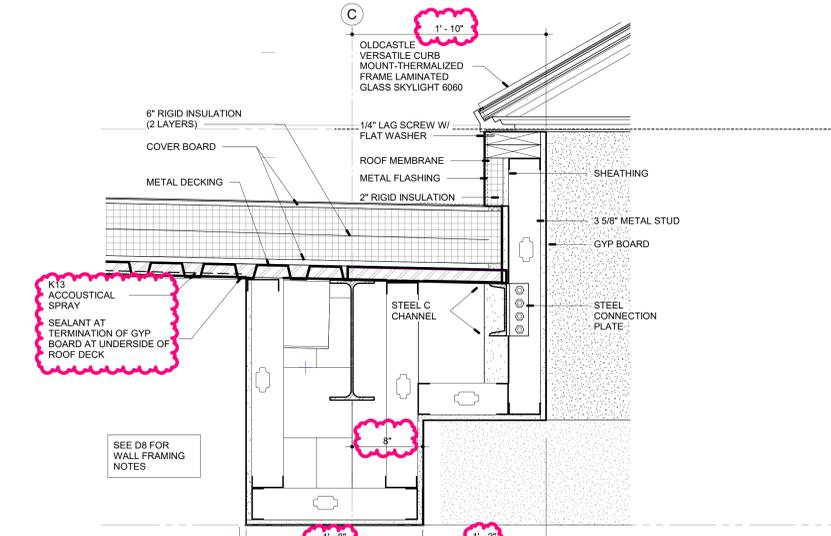 C
1' - 10"
OLDCASTLE
VERSATILE CURB
MOUNT-THERMALIZED
FRAME LAMINATED
GLASS SKYLIGHT 6060
6" RIGID INSULATION
(2 LAYERS)
1/4" LAG SCREW W/
FLAT WASHER
COVER BOARD
ROOF MEMBRANE
METAL FLASHING
METAL DECKING
2" RIGID INSULATION
SHEATHING
3 5/8" METAL STUD
GYP BOARD
K13
ACCOUSTICAL
SPRAY
SEALANT AT
TERMINATION OF GYP
BOARD AT UNDERSIDE OF
ROOF DECK
STEEL C
CHANNEL
STEEL
CONNECTION
PLATE
8"
SEE D8 FOR
WALL FRAMING
NOTES